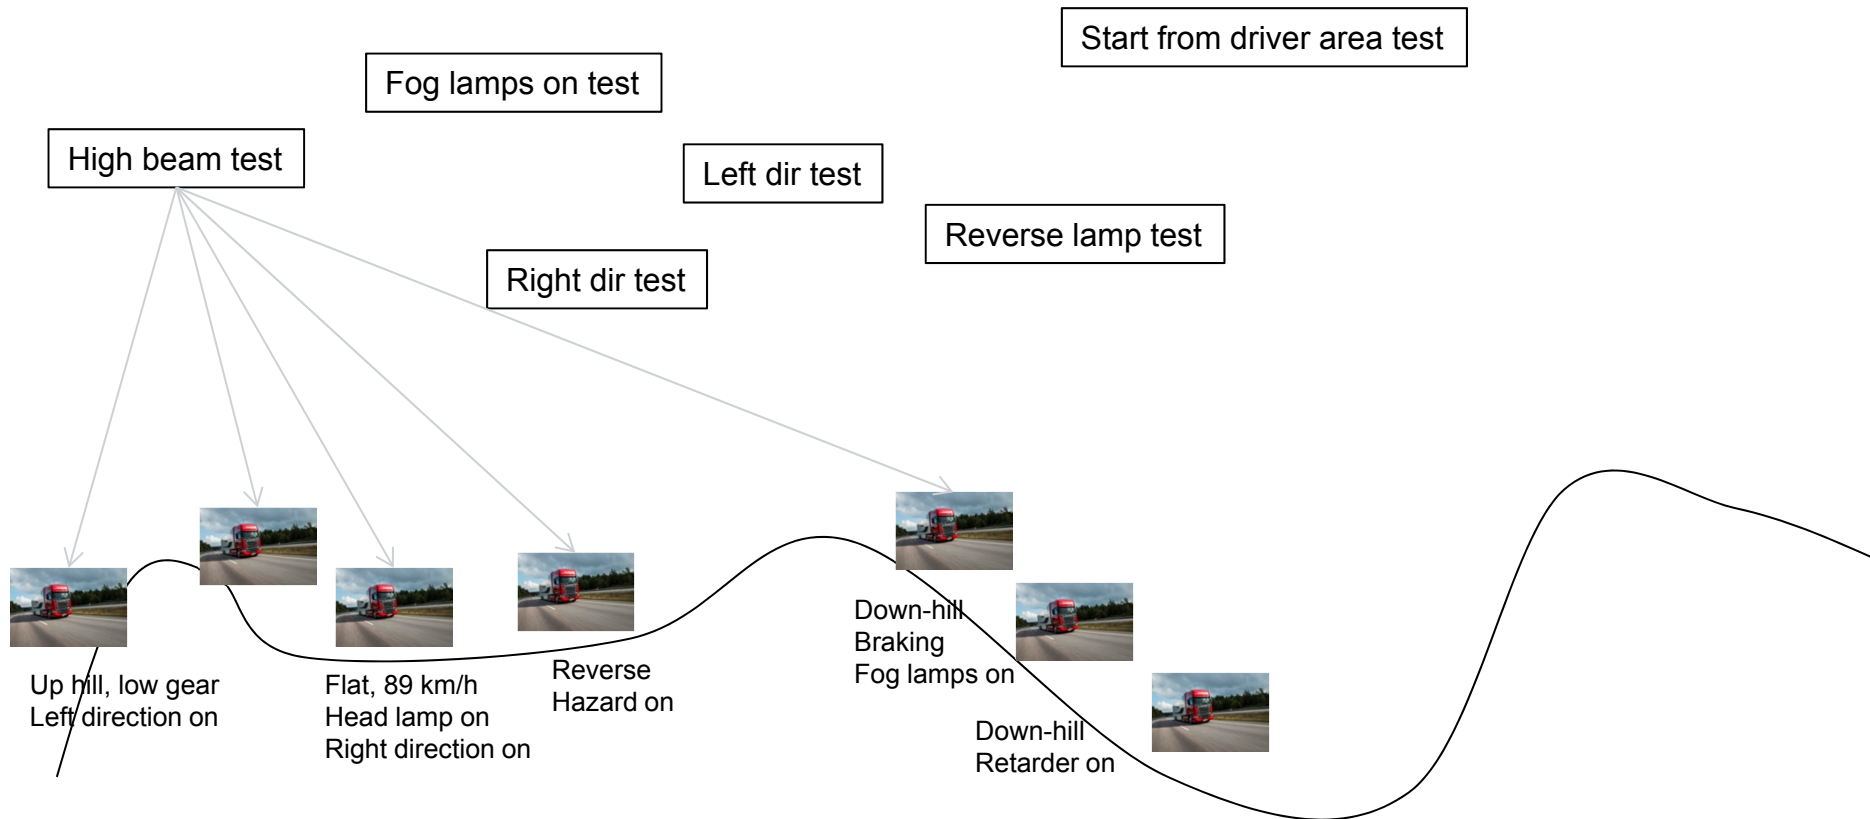 Start from driver area test
Fog lamps on test
High beam test
Left dir test
Reverse lamp test
Right dir test
Up hill, low gear
Left direction on
Flat, 89 km/h
Head lamp on
Right direction on
Reverse
Hazard on
Down-hill
Braking
Fog lamps on
Down-hill
Retarder on